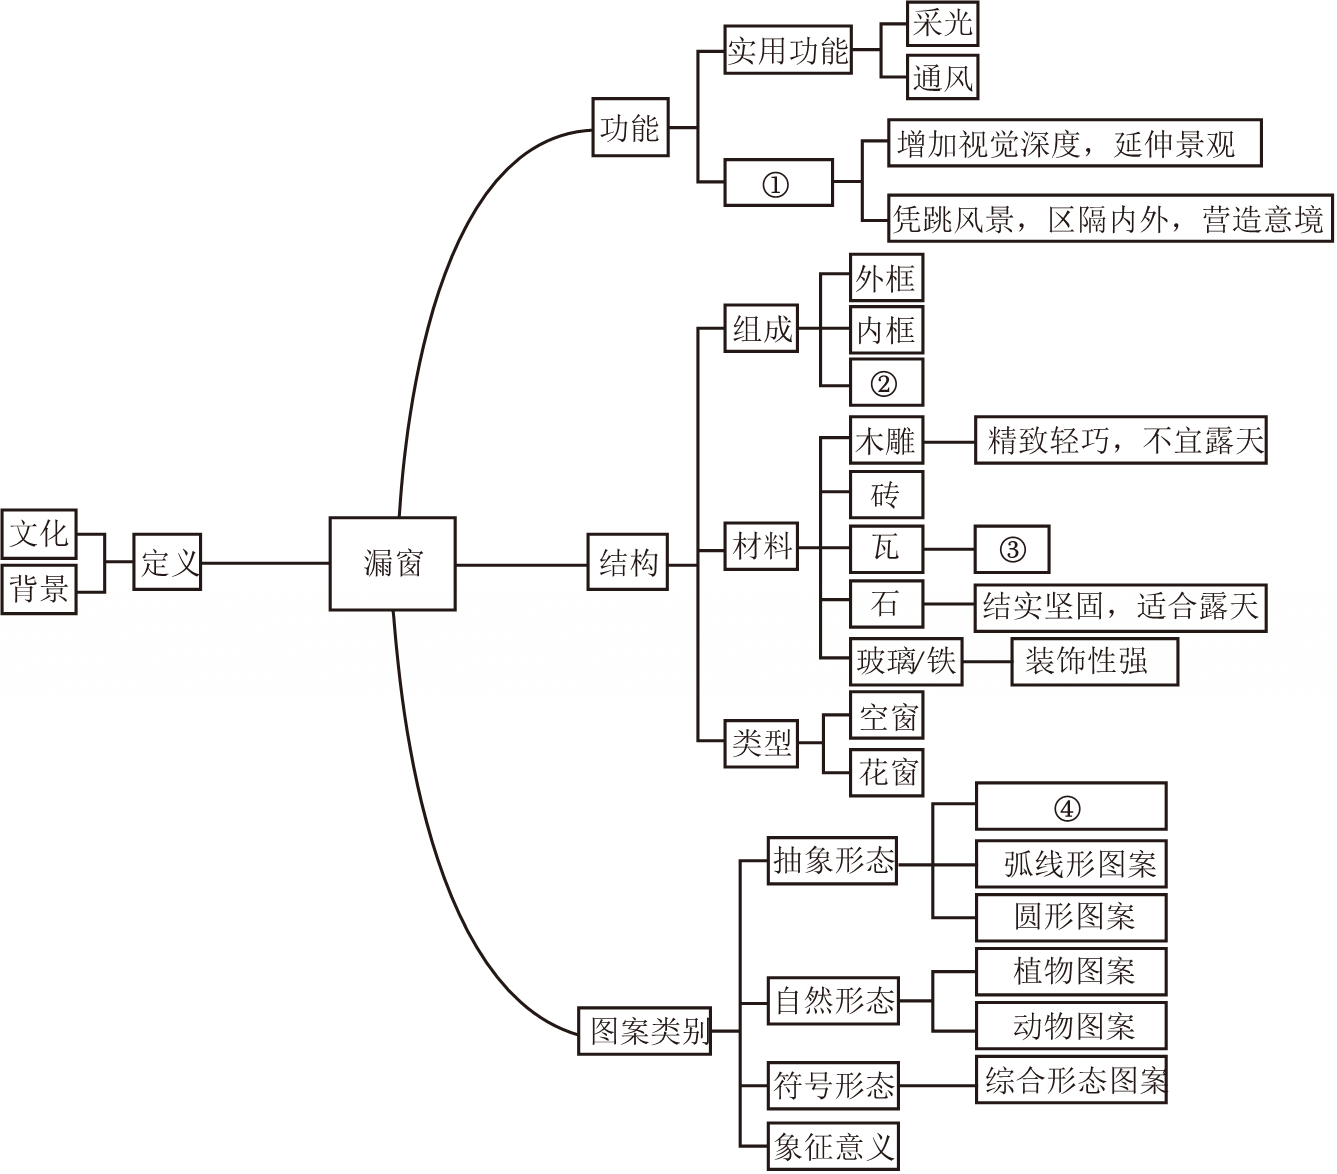 采光
实用功能
通风
功能
增加视觉深度，延伸景观
①
凭跳风景，区隔内外，营造意境
外框
组成
内框
②
木雕
精致轻巧，不宜露天
砖
文化
定义
背景
漏窗
结构
材料
瓦
③
石
结实坚固，适合露天
玻璃/铁
装饰性强
空窗
类型
花窗
④
抽象形态
弧线形图案
圆形图案
植物图案
自然形态
动物图案
图案类别
符号形态
综合形态图案
象征意义